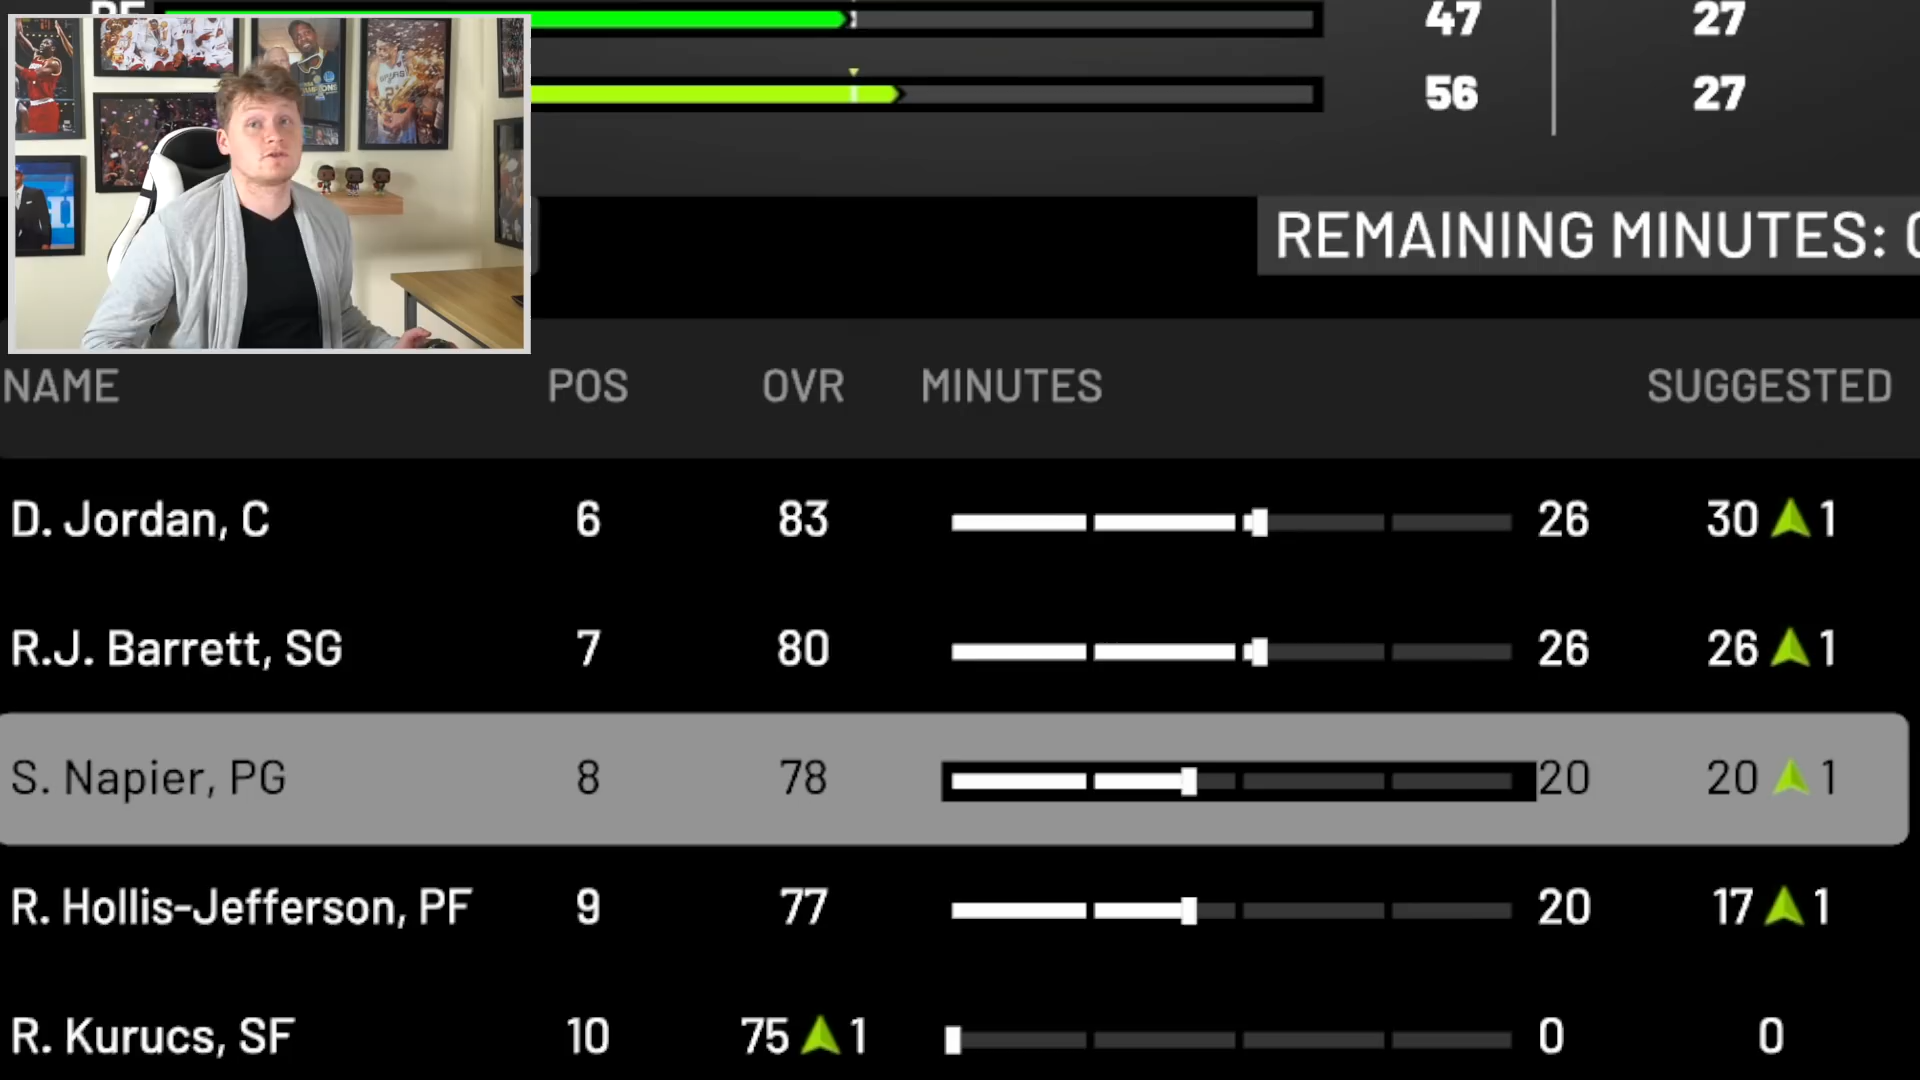 47 27
56 27
REMAINING MINUTES:
NAME POS OVR MINUTES SUGGESTED
D. Jordan, C 6 83 26 30 1
R.J. Barrett, SG 7 80 26 26 1
S. Napier, PG 8 78 20 20 1
R. Hollis-Jefferson, PF 9 77 20 17 1
R. Kurucs, SF 10 75 1 0 0